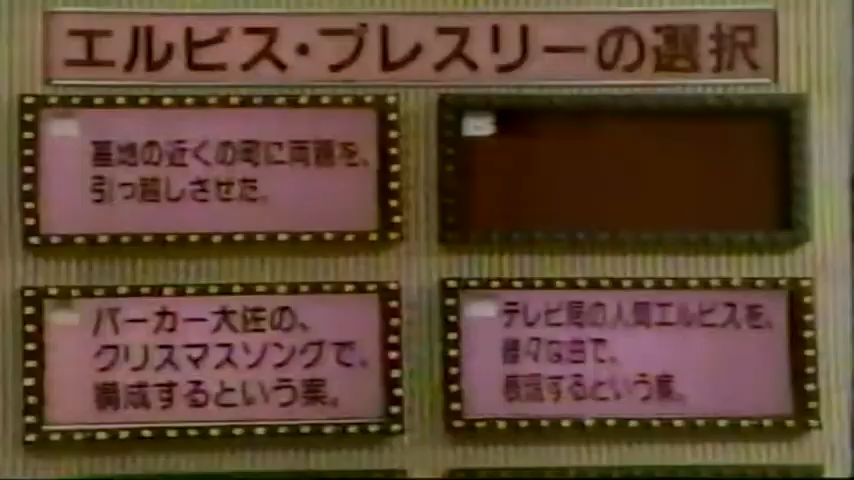 エルビス・プレスリーの選択
基地の近くの町に両親を、
引っ越しさせた。
パーカー大佐の、
クリスマスソングで、
構成するという案。
テレビ局の人間エルビスを、
様々な曲で、
表現するという案。